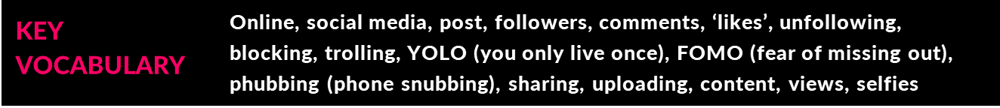 KEY
VOCABULARY
Online, social media, post, followers, comments, ‘likes’, unfollowing,
blocking, trolling, YOLO (you only live once), FOMO (fear of missing out),
phubbing (phone snubbing), sharing, uploading, content, views, selfies